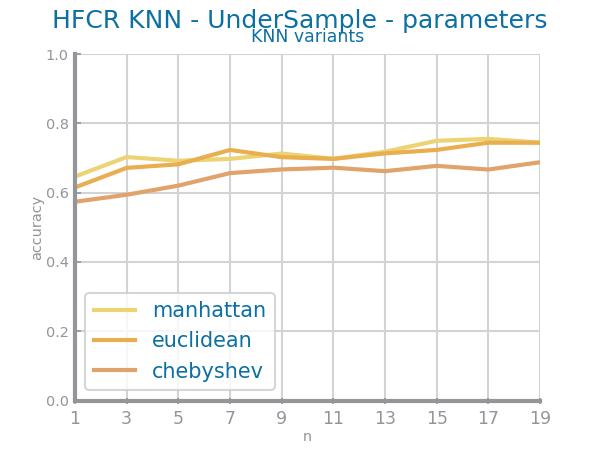 HFCR KNN - UnderSample - parameters
KNN variants
1.0
0.8
0.6
0.4
0.2
0.0
accuracy
manhattan
euclidean
chebyshev
1 3 5 7 9 11 13 15 17 19
n